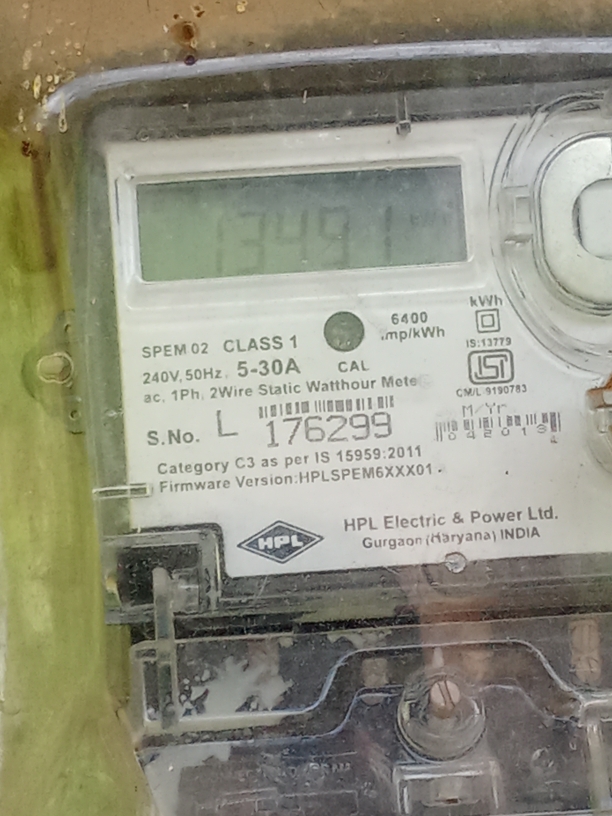 13491
SPEM 02 CLASS 1
6400
imp/kWh
kWh
IS:13779
240V, 50Hz, 5-30A
CAL
ac, 1Ph, 2Wire Static Watthour Meter
CM/L-9190783
S.No. L 176299
M/Yr
Category C3 as per IS 15959:2011
Firmware Version:HPLSPEM6XXX01
HPL
HPL Electric & Power Ltd.
Gurgaon (Haryana) INDIA